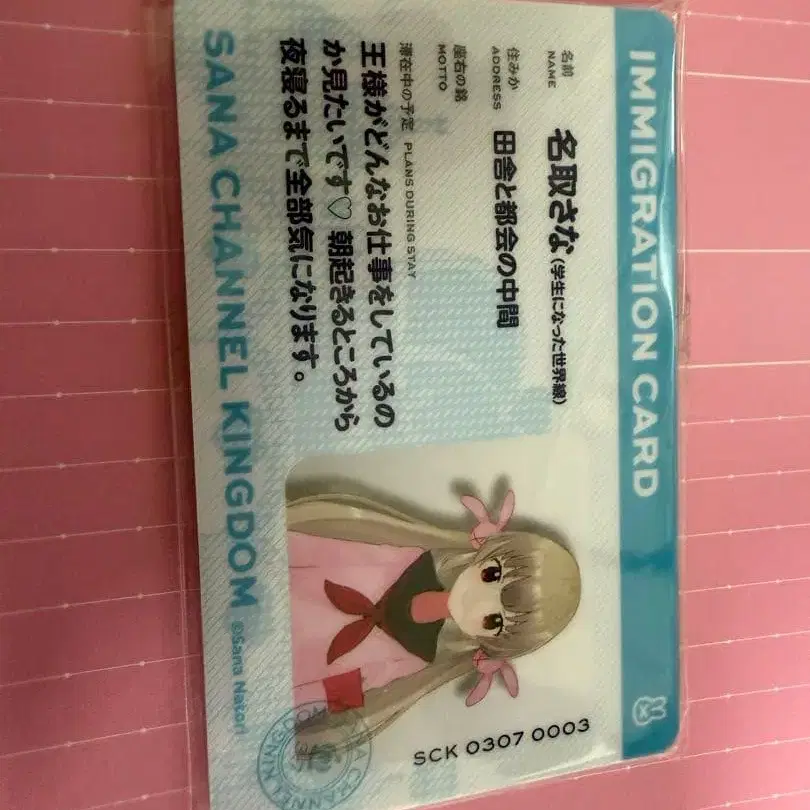 IMMIGRATION CARD
名前
NAME
名取さな(学生になった世界線)
住みか
ADDRESS
田舎と都会の中間
座右の銘
MOTTO
滞在中の予定 PLANS DURING STAY
王様がどんなお仕事をしているの
か見たいです♡ 朝起きるところから
夜寝るまで全部気になります。
SCK 0307 0003
SANA CHANNEL KINGDOM ©Sana Natori